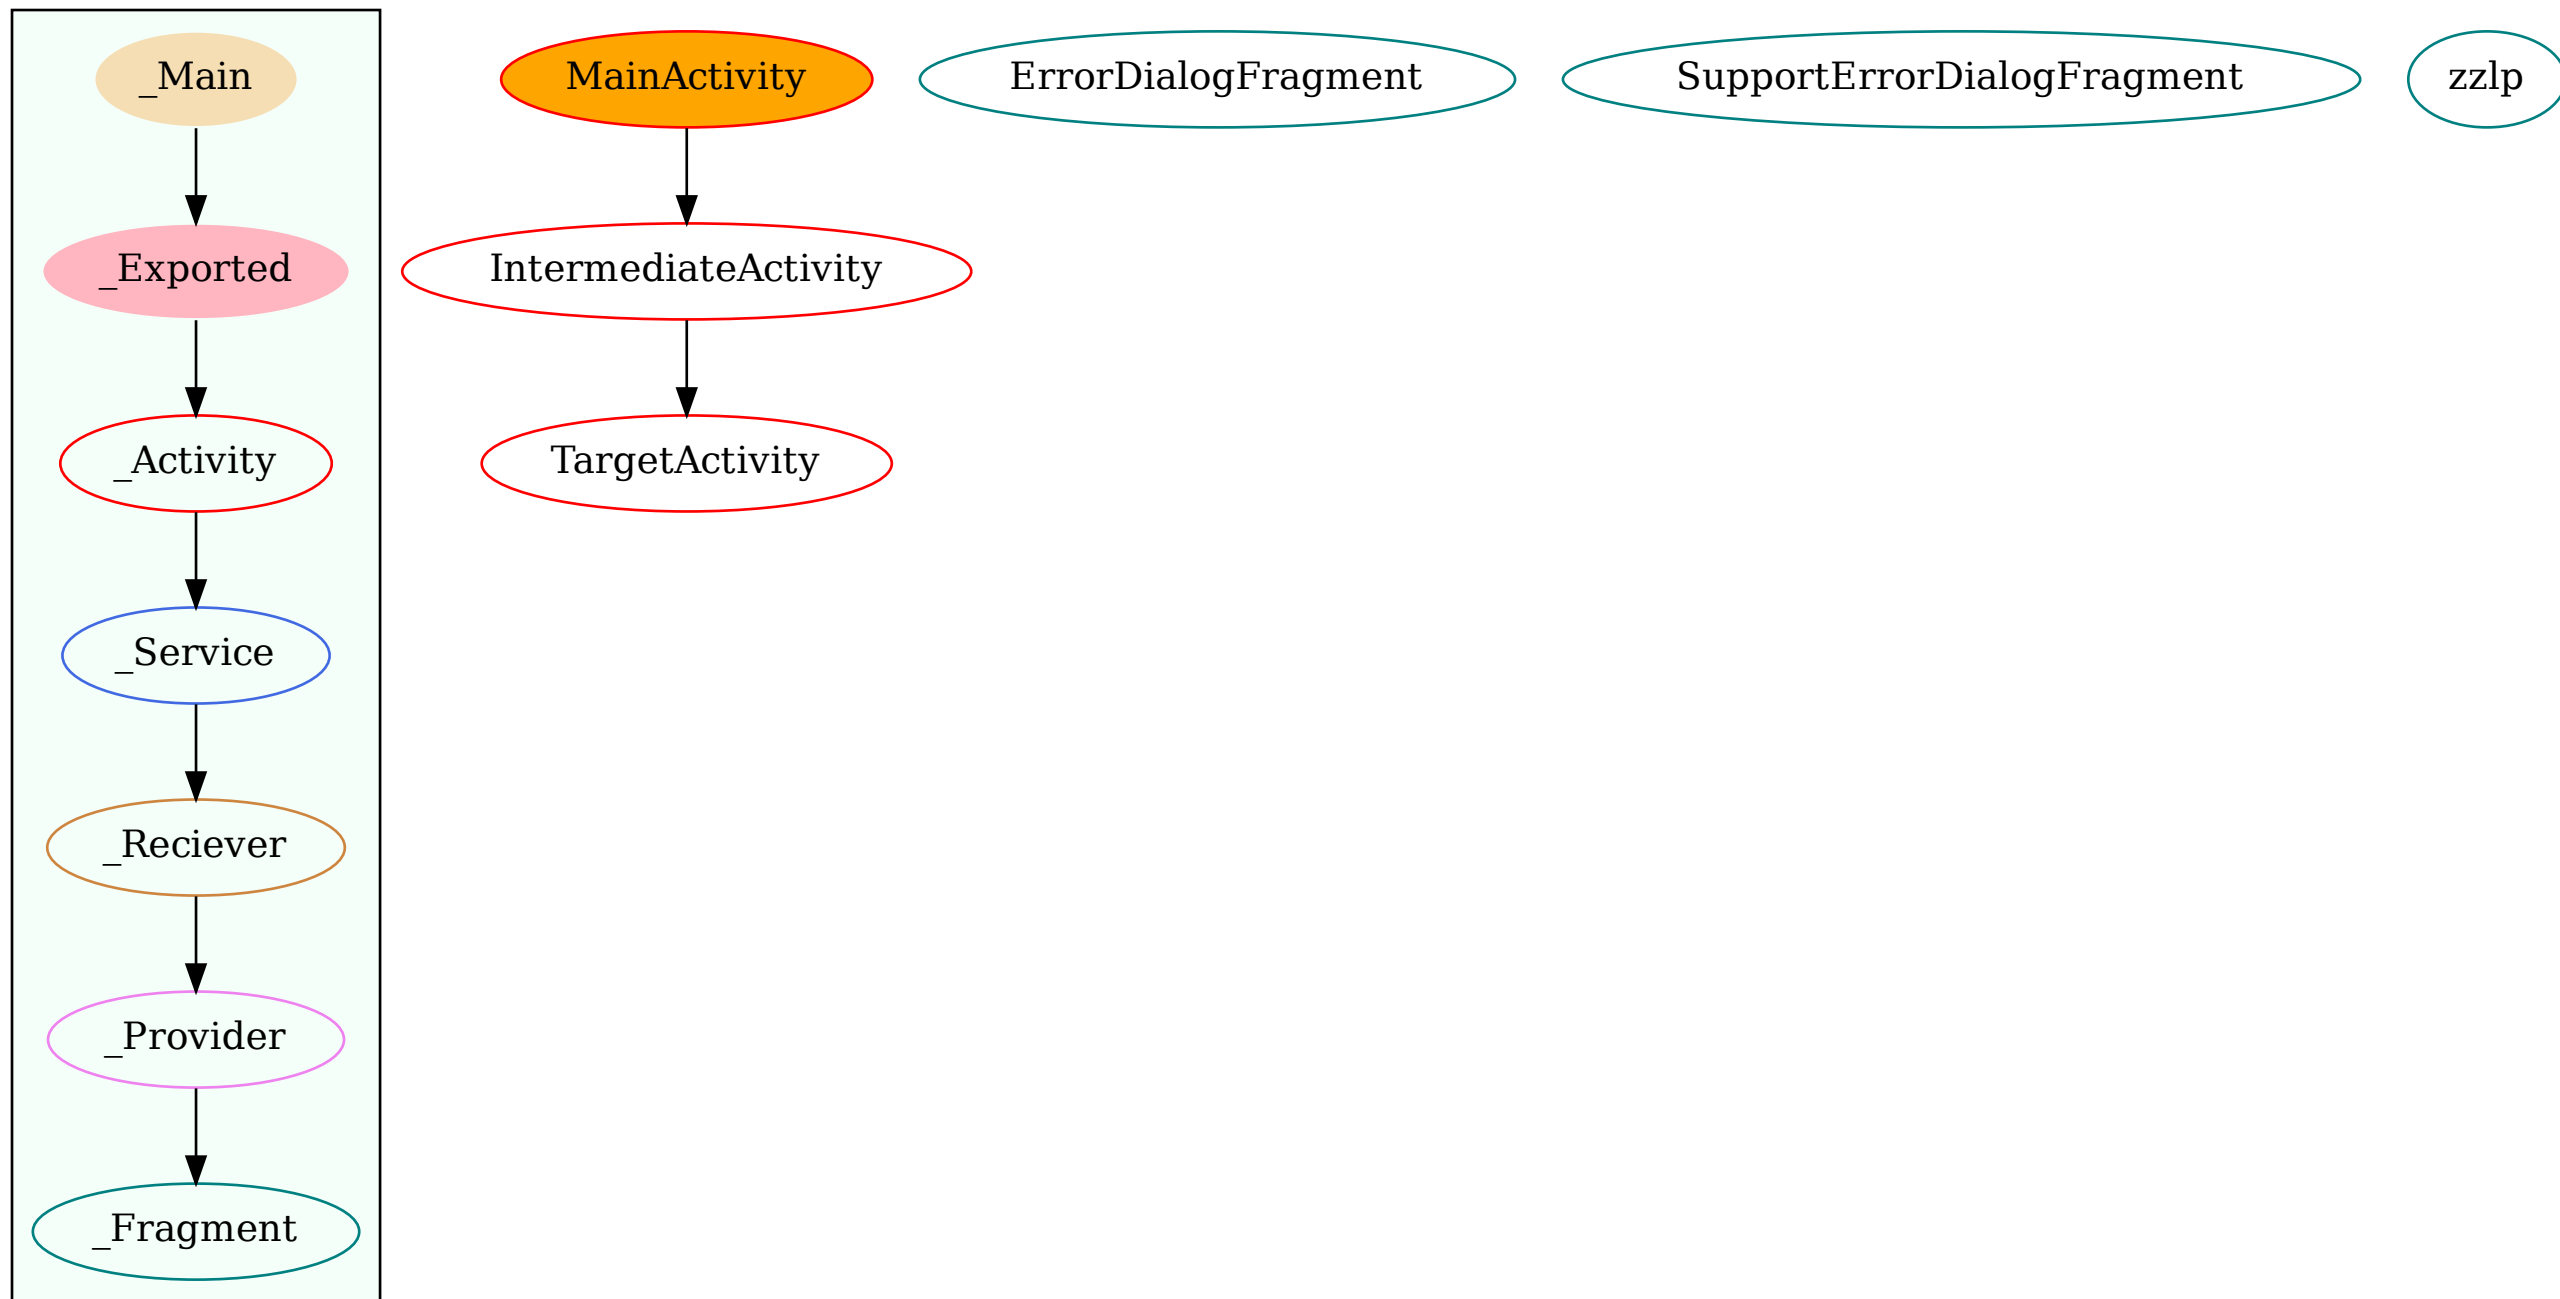 _Main
_Exported
_Activity
_Service
_Reciever
_Provider
_Fragment
MainActivity
IntermediateActivity
TargetActivity
ErrorDialogFragment
SupportErrorDialogFragment
zzlp